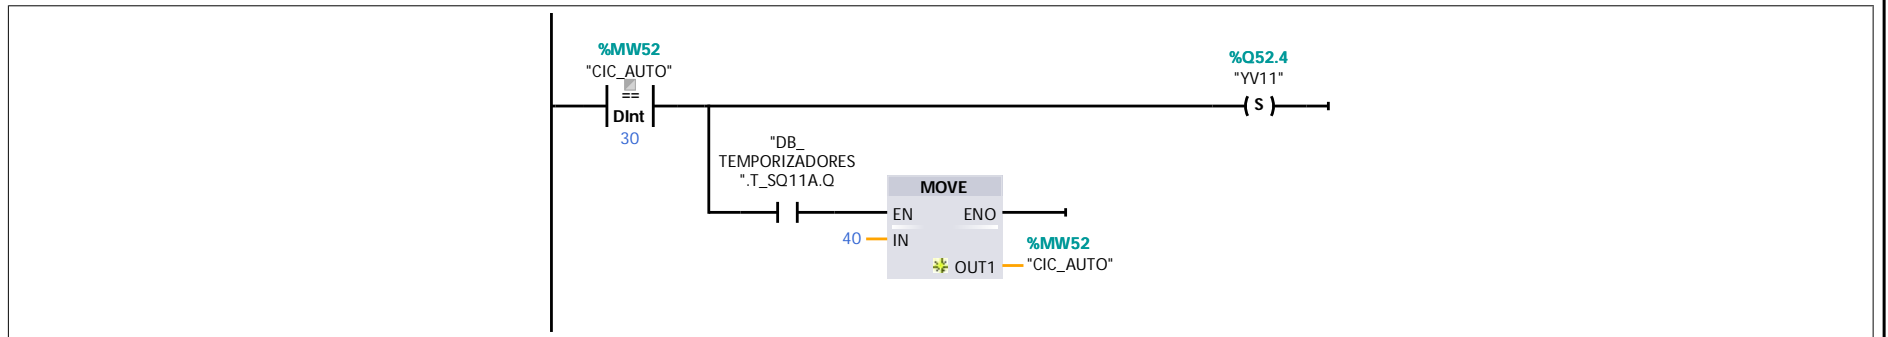 %MW52
"CIC_AUTO"
==
DInt
30
%Q52.4
"YV11"
S
"DB_
TEMPORIZADORES
".T_SQ11A.Q
MOVE
EN ENO
40 IN
%MW52
OUT1 "CIC_AUTO"